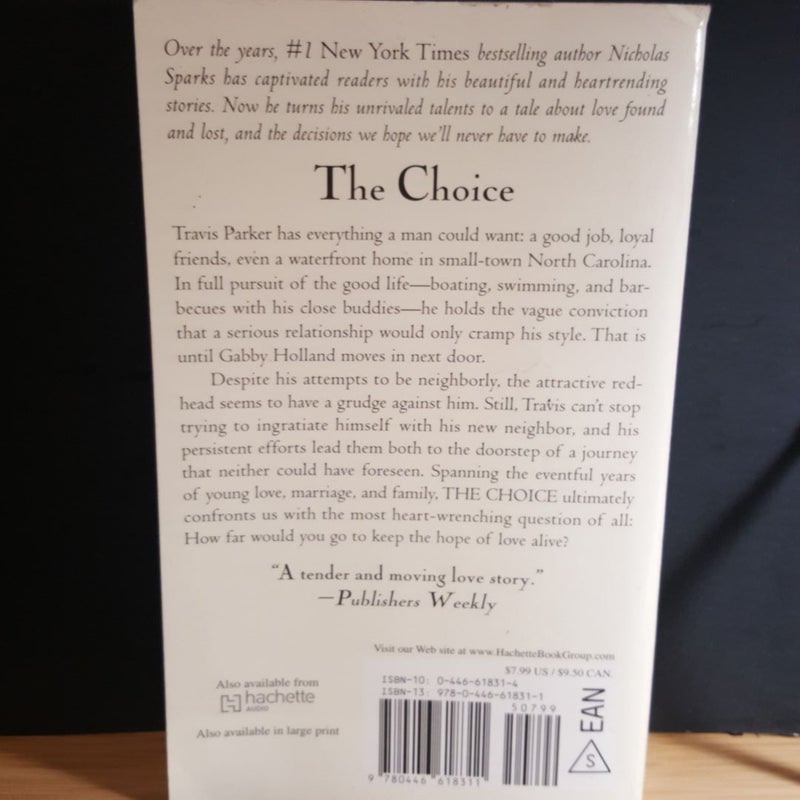 Over the years, #1 New York Times bestselling author Nicholas
Sparks has captivated readers with his beautiful and heartrending
stories. Now he turns his unrivaled talents to a tale about love found
and lost, and the decisions we hope we'll never have to make.
The Choice
Travis Parker has everything a man could want: a good job, loyal
friends, even a waterfront home in small-town North Carolina.
In full pursuit of the good life—boating, swimming, and bar-
becues with his close buddies—he holds the vague conviction
that a serious relationship would only cramp his style. That is
until Gabby Holland moves in next door.
Despite his attempts to be neighborly, the attractive red-
head seems to have a grudge against him. Still, Travis can't stop
trying to ingratiate himself with his new neighbor, and his
persistent efforts lead them both to the doorstep of a journey
that neither could have foreseen. Spanning the eventful years
of young love, marriage, and family, THE CHOICE ultimately
confronts us with the most heart-wrenching question of all:
How far would you go to keep the hope of love alive?
"A tender and moving love story."
—Publishers Weekly
Visit our Web site at www.HachetteBookGroup.com
$7.99 US / $9.50 CAN.
ISBN-10: 0-446-61831-4
ISBN-13: 978-0-446-61831-1
50799
EAN
S
9 780446 618311
Also available from
hachette
AUDIO
Also available in large print